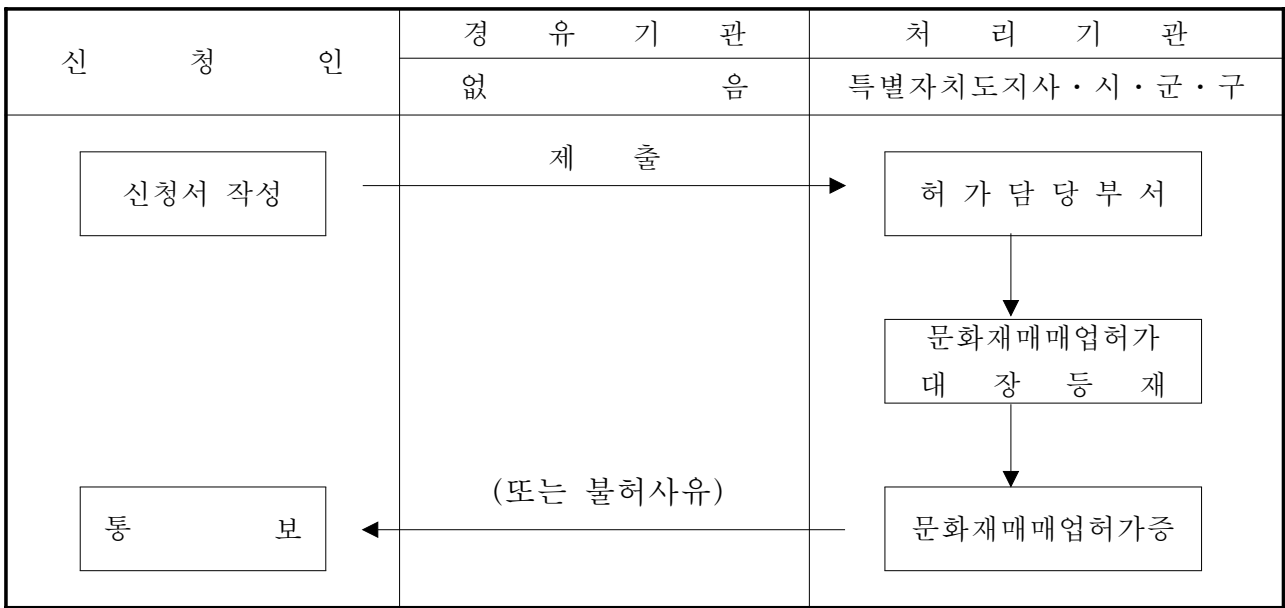 신 청 인
경 유 기 관
처 리 기 관
없 음
특별자치도지사・시・군・구
제 출
신청서 작성
허 가 담 당 부 서
문화재매매업허가
대 장 등 재
(또는 불허사유)
통 보
문화재매매업허가증